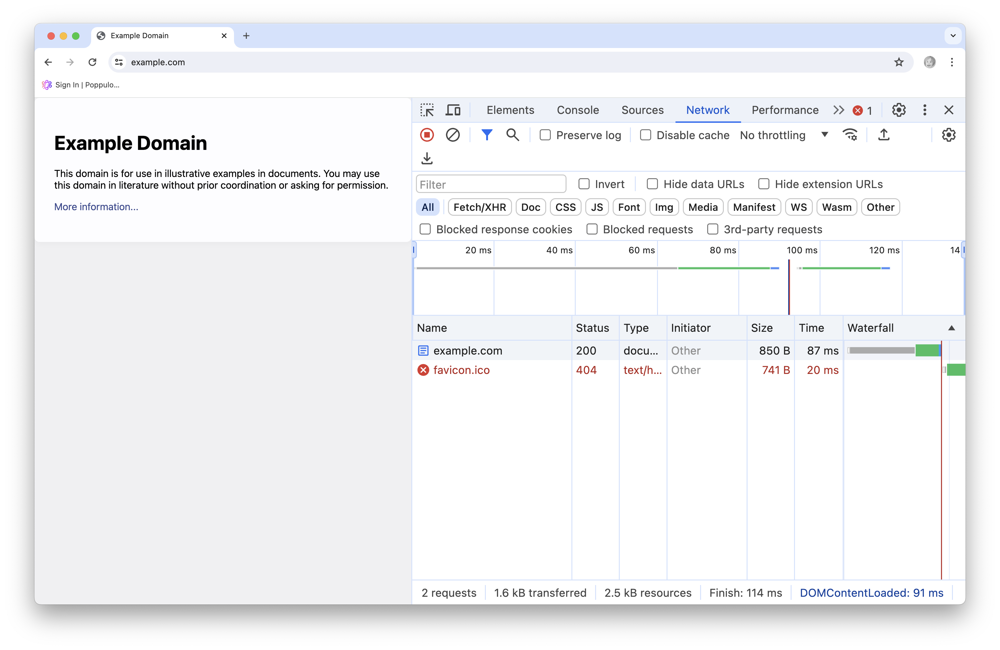 Example Domain
example.com
Sign In | Poppulo...
Example Domain
This domain is for use in illustrative examples in documents. You may use
this domain in literature without prior coordination or asking for permission.
More information...
Elements Console Sources Network Performance 1
Preserve log Disable cache No throttling
Filter Invert Hide data URLs Hide extension URLs
All Fetch/XHR Doc CSS JS Font Img Media Manifest WS Wasm Other
Blocked response cookies Blocked requests 3rd-party requests
20 ms 40 ms 60 ms 80 ms 100 ms 120 ms 14
Name Status Type Initiator Size Time Waterfall
example.com 200 docu... Other 850 B 87 ms
favicon.ico 404 text/h... Other 741 B 20 ms
2 requests 1.6 kB transferred 2.5 kB resources Finish: 114 ms DOMContentLoaded: 91 ms